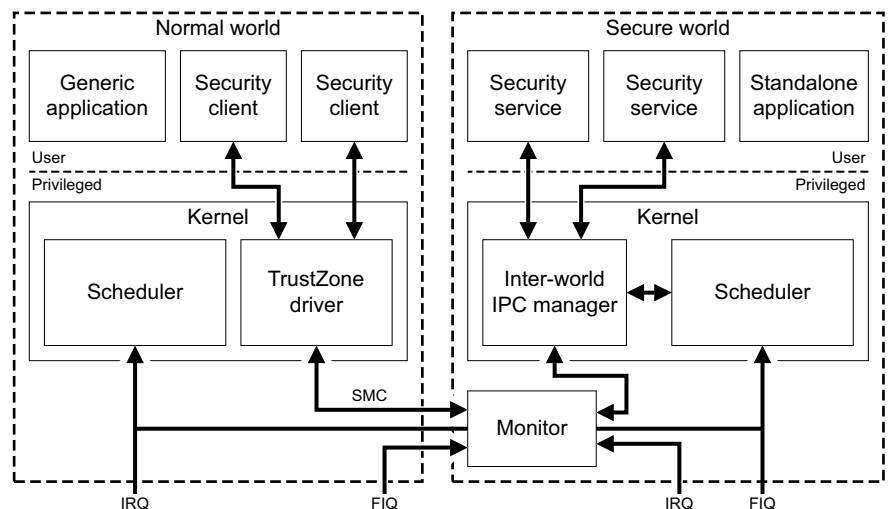 Normal world
Generic
application
Security
client
Security
client
User
Privileged
Kernel
Scheduler
TrustZone
driver
SMC
IRQ
FIQ
Secure world
Security
service
Security
service
Standalone
application
User
Privileged
Kernel
Inter-world
IPC manager
Scheduler
Monitor
IRQ
FIQ